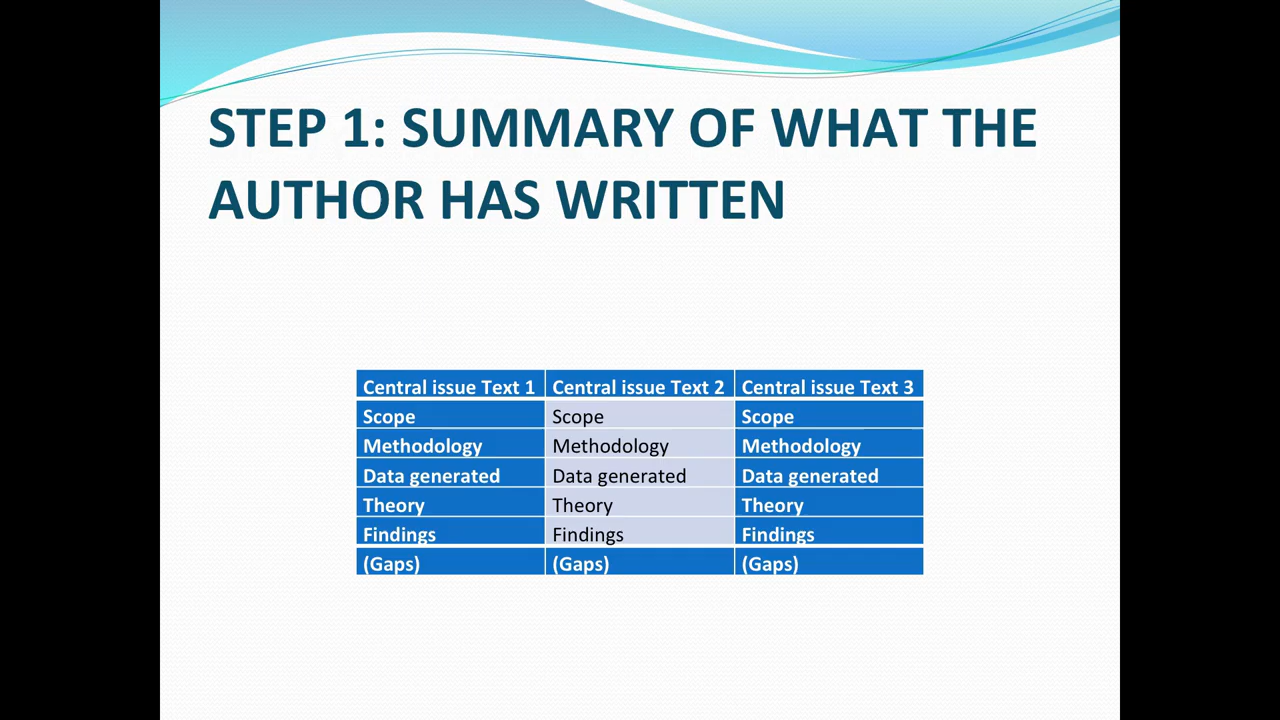 STEP 1: SUMMARY OF WHAT THE
AUTHOR HAS WRITTEN
Central issue Text 1 Central issue Text 2 Central issue Text 3
Scope Scope Scope
Methodology Methodology Methodology
Data generated Data generated Data generated
Theory Theory Theory
Findings Findings Findings
(Gaps) (Gaps) (Gaps)